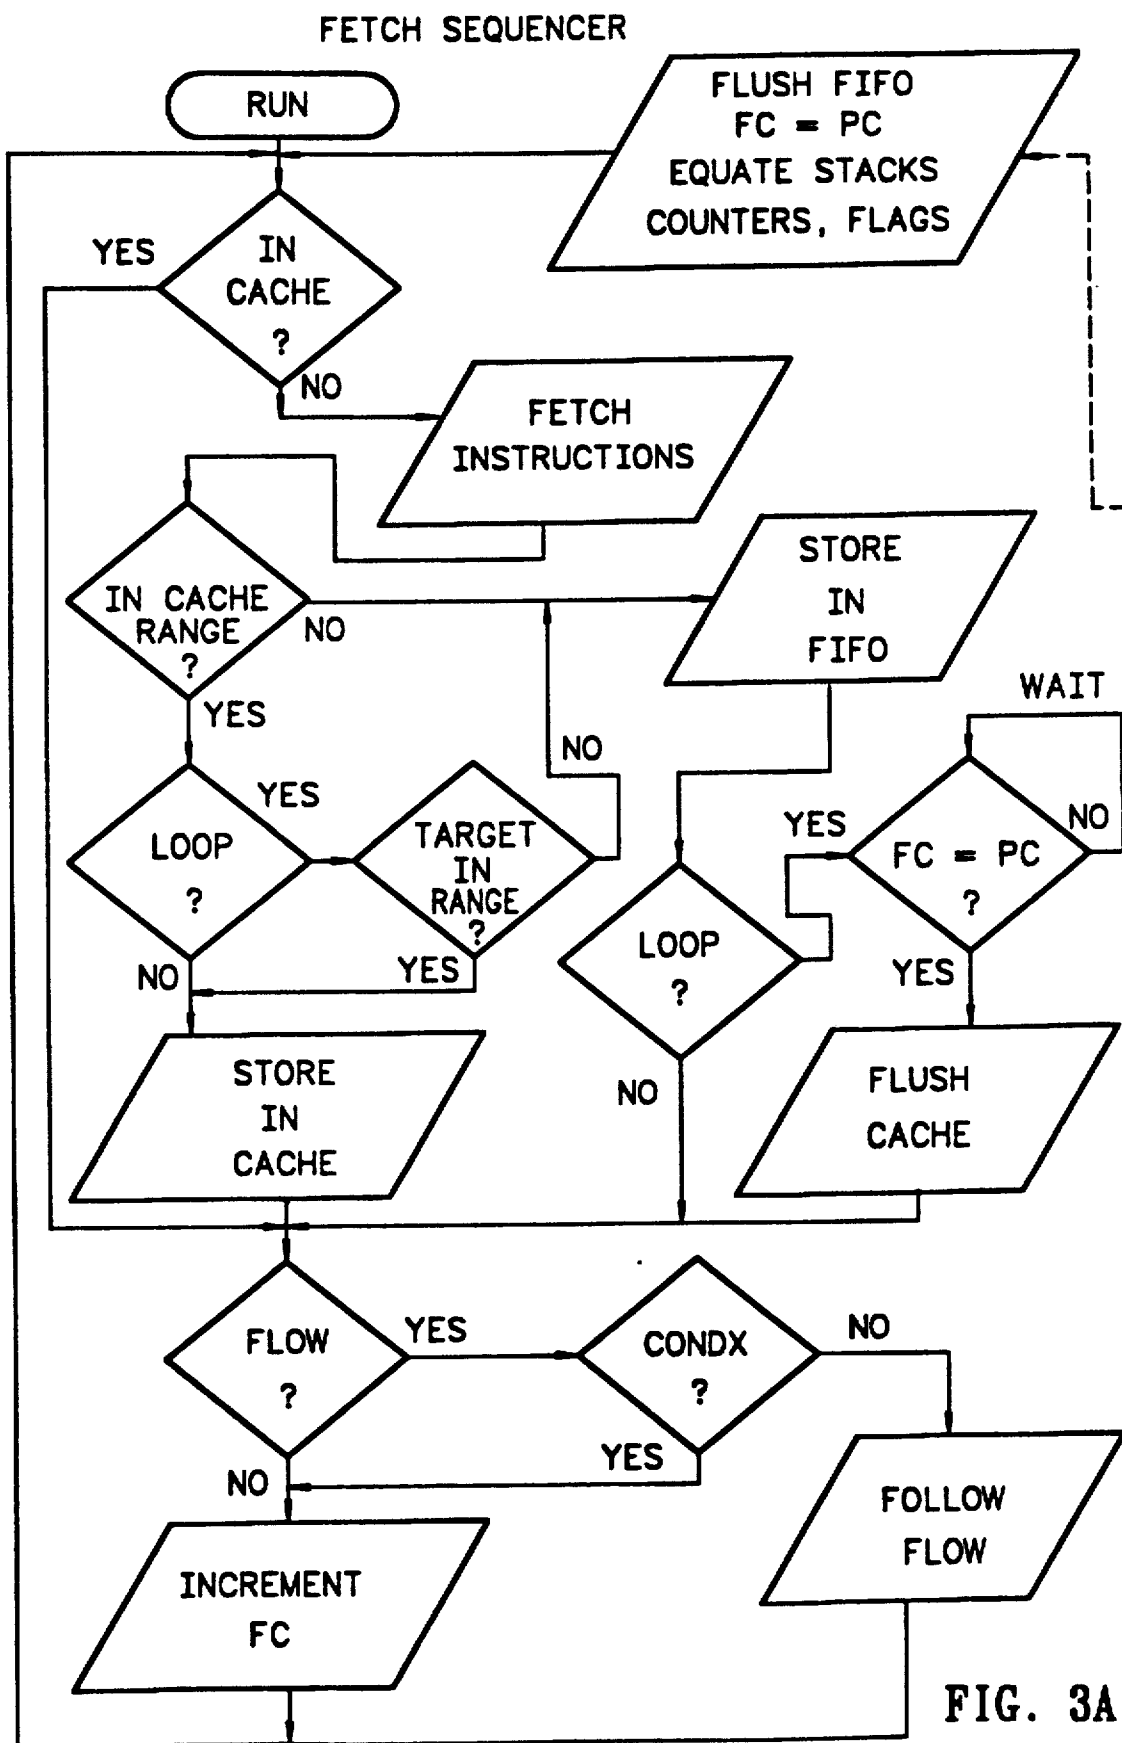 FETCH SEQUENCER
RUN
FLUSH FIFO
FC = PC
EQUATE STACKS
COUNTERS, FLAGS
YES
IN
CACHE
?
NO
FETCH
INSTRUCTIONS
IN CACHE
RANGE
?
NO
YES
STORE
IN
FIFO
WAIT
NO
YES
LOOP
?
TARGET
IN
RANGE
?
YES
FC = PC
?
NO
NO
YES
LOOP
?
YES
NO
STORE
IN
CACHE
FLUSH
CACHE
FLOW
?
YES
CONDX
?
NO
NO
YES
INCREMENT
FC
FOLLOW
FLOW
FIG. 3A